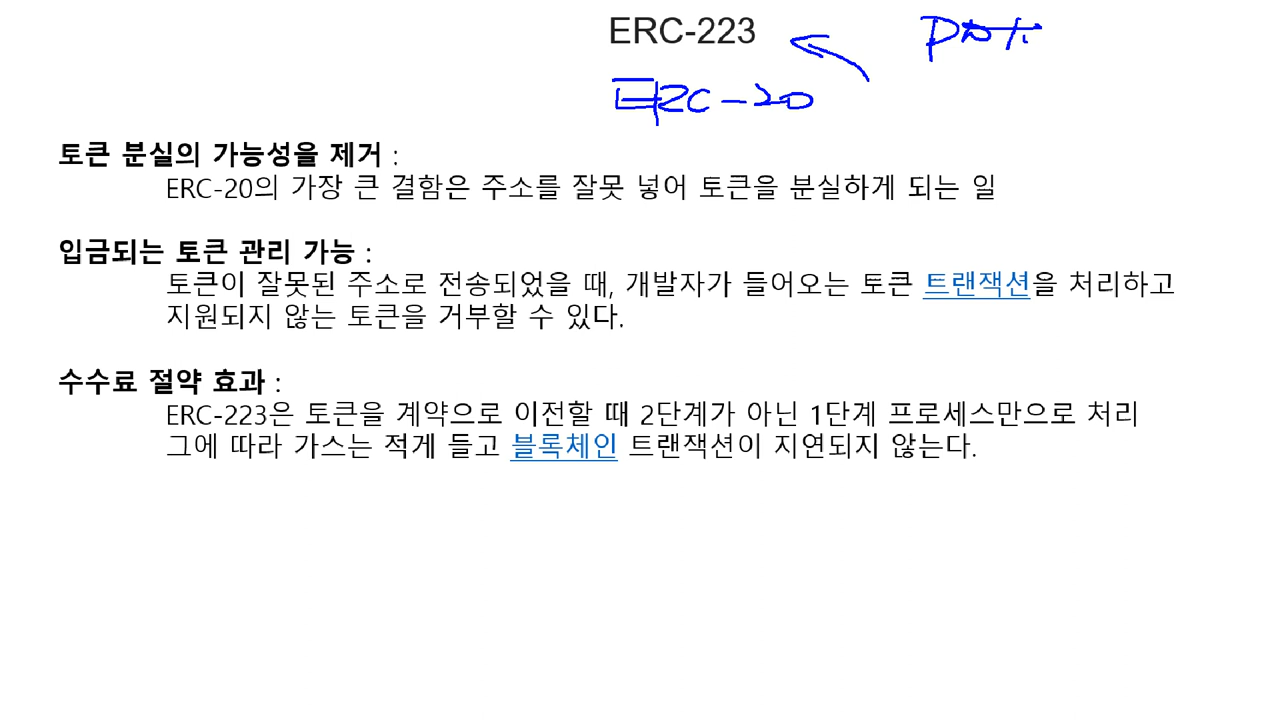 ERC-223
ERC-20
토큰 분실의 가능성을 제거 :
ERC-20의 가장 큰 결함은 주소를 잘못 넣어 토큰을 분실하게 되는 일
입금되는 토큰 관리 가능 :
토큰이 잘못된 주소로 전송되었을 때, 개발자가 들어오는 토큰 트랜잭션을 처리하고
지원되지 않는 토큰을 거부할 수 있다.
수수료 절약 효과 :
ERC-223은 토큰을 계약으로 이전할 때 2단계가 아닌 1단계 프로세스만으로 처리
그에 따라 가스는 적게 들고 블록체인 트랜잭션이 지연되지 않는다.